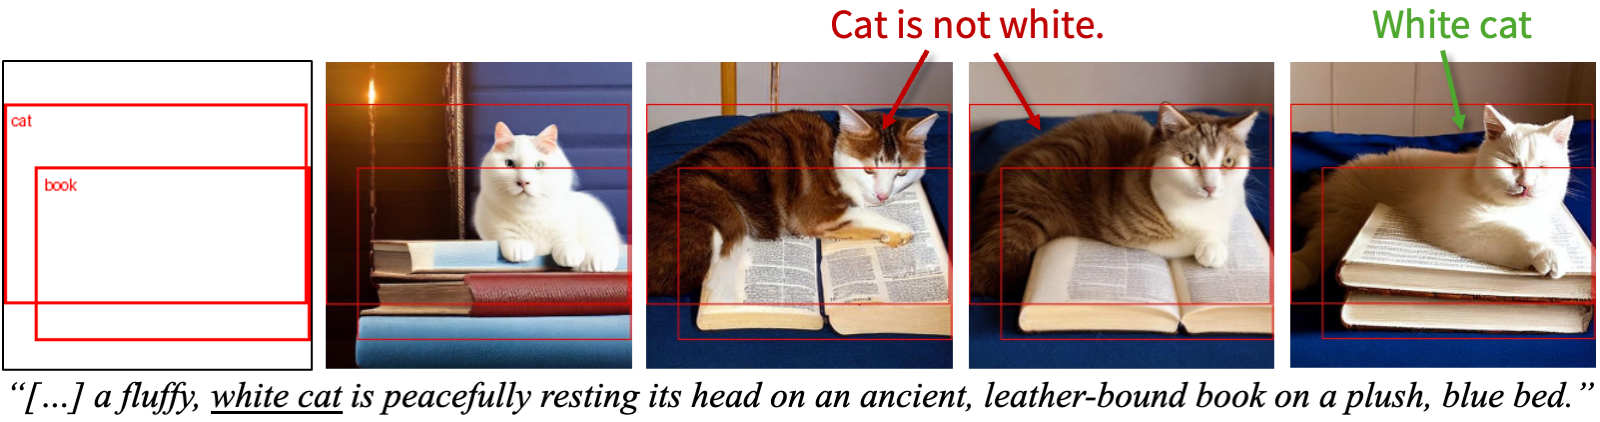 Cat is not white.
White cat
cat
book
“[...] a fluffy, white cat is peacefully resting its head on an ancient, leather-bound book on a plush, blue bed.”